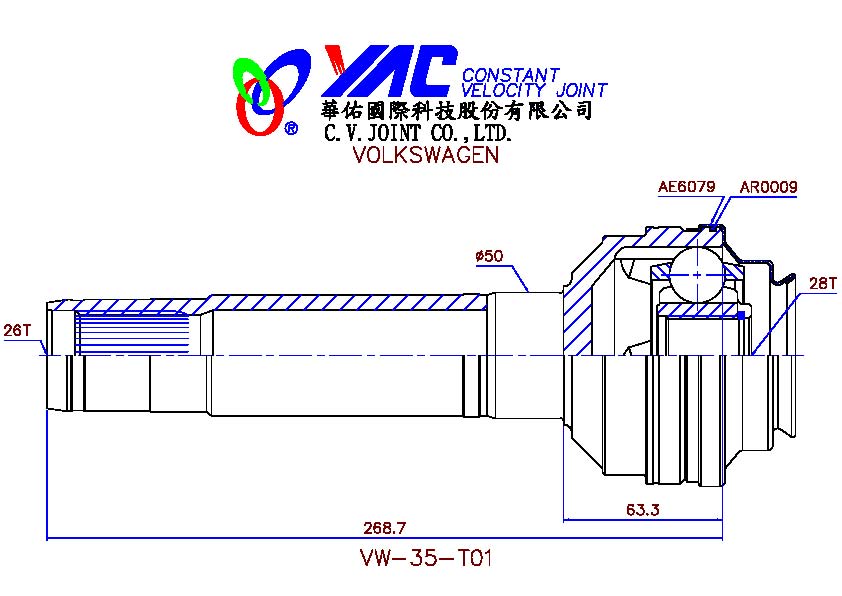 YAC CONSTANT
VELOCITY JOINT
華佑國際科技股份有限公司
®
C.V.JOINT CO.,LTD.
VOLKSWAGEN
AE6079 AR0009
ø50
28T
26T
63.3
268.7
VW-35-T01